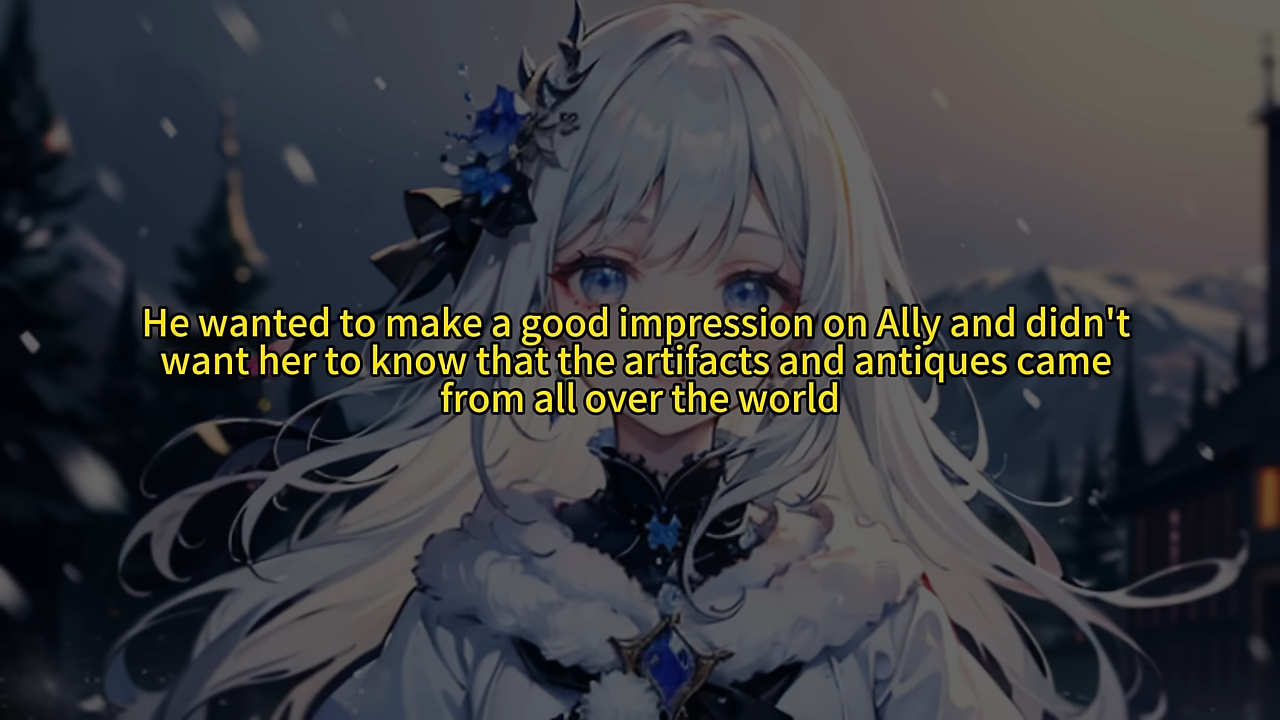 He wanted to make a good impression on Ally and didn't
want her to know that the artifacts and antiques came
from all over the world